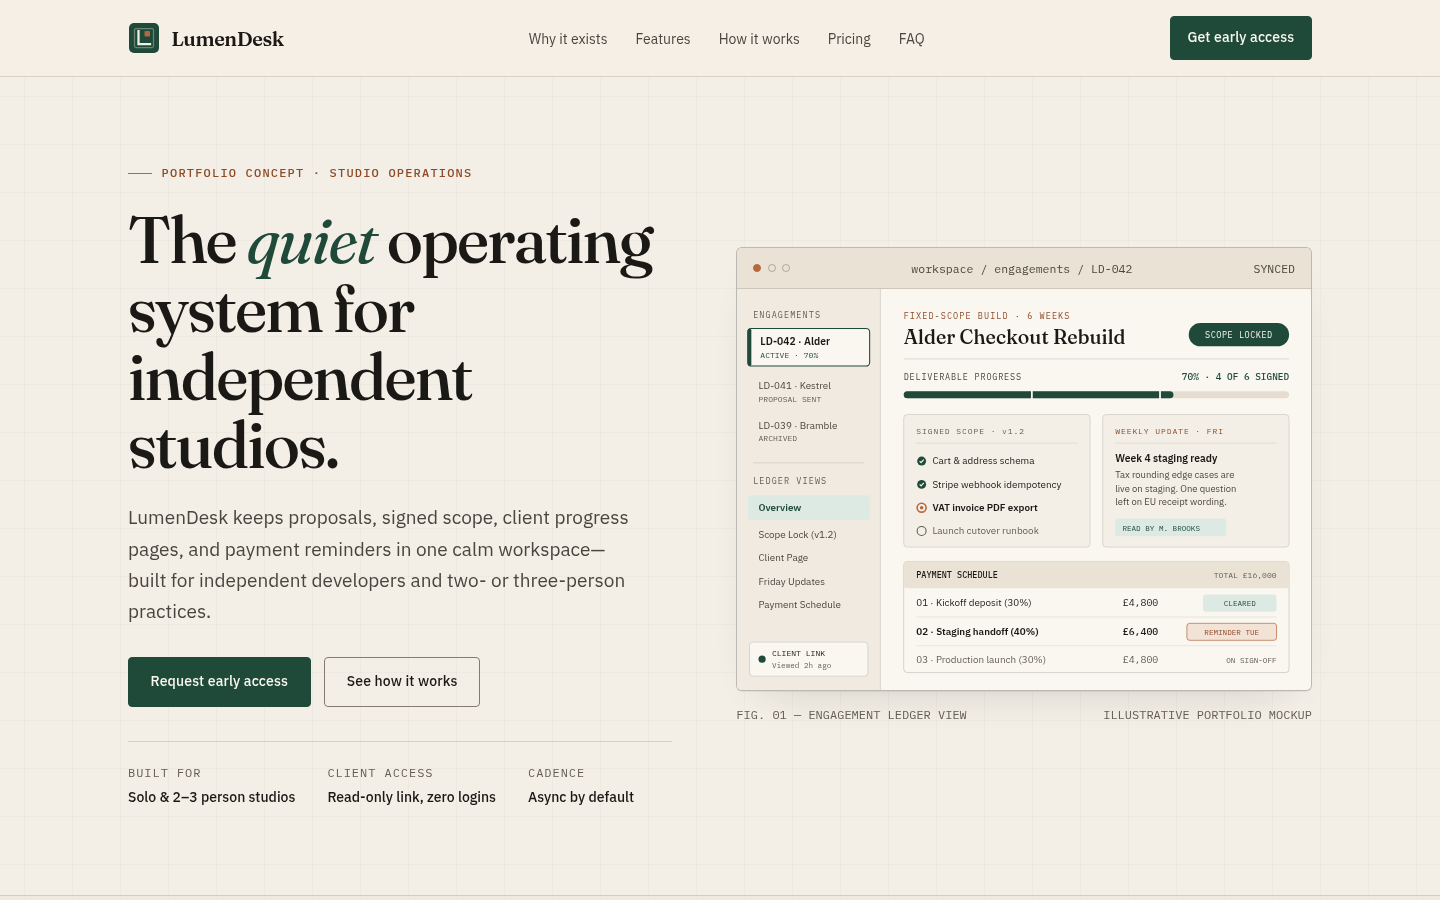 LumenDesk
Why it exists
Features
How it works
Pricing
FAQ
Get early access
PORTFOLIO CONCEPT · STUDIO OPERATIONS
The quiet operating
system for
independent
studios.
LumenDesk keeps proposals, signed scope, client progress
pages, and payment reminders in one calm workspace—
built for independent developers and two- or three-person
practices.
Request early access
See how it works
BUILT FOR
Solo & 2–3 person studios
CLIENT ACCESS
Read-only link, zero logins
CADENCE
Async by default
workspace / engagements / LD-042
SYNCED
ENGAGEMENTS
LD-042 · Alder
ACTIVE · 70%
LD-041 · Kestrel
PROPOSAL SENT
LD-039 · Bramble
ARCHIVED
LEDGER VIEWS
Overview
Scope Lock (v1.2)
Client Page
Friday Updates
Payment Schedule
CLIENT LINK
Viewed 2h ago
FIXED-SCOPE BUILD · 6 WEEKS
Alder Checkout Rebuild
SCOPE LOCKED
DELIVERABLE PROGRESS
70% · 4 OF 6 SIGNED
SIGNED SCOPE · v1.2
Cart & address schema
Stripe webhook idempotency
VAT invoice PDF export
Launch cutover runbook
WEEKLY UPDATE · FRI
Week 4 staging ready
Tax rounding edge cases are
live on staging. One question
left on EU receipt wording.
READ BY M. BROOKS
PAYMENT SCHEDULE
TOTAL £16,000
01 · Kickoff deposit (30%)
£4,800
CLEARED
02 · Staging handoff (40%)
£6,400
REMINDER TUE
03 · Production launch (30%)
£4,800
ON SIGN-OFF
FIG. 01 — ENGAGEMENT LEDGER VIEW
ILLUSTRATIVE PORTFOLIO MOCKUP